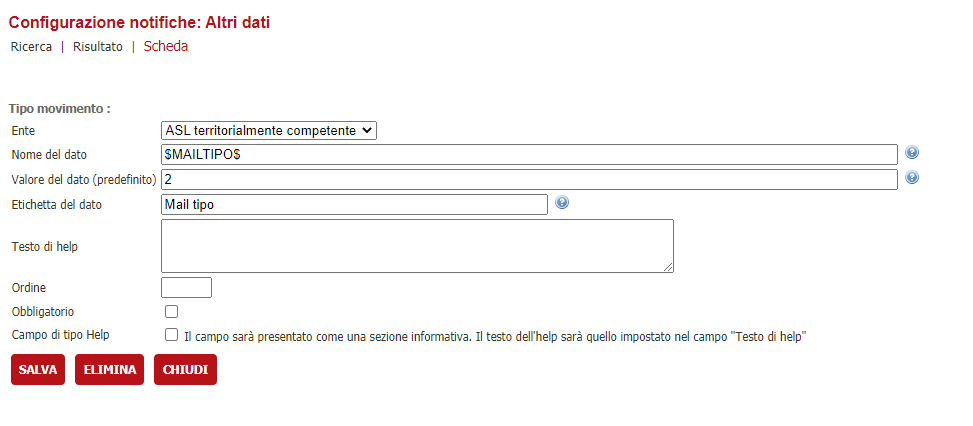 Configurazione notifiche: Altri dati
Ricerca | Risultato | Scheda
Tipo movimento :
Ente ASL territorialmente competente
Nome del dato $MAILTIPO$
Valore del dato (predefinito) 2
Etichetta del dato Mail tipo
Testo di help
Ordine
Obbligatorio
Campo di tipo Help Il campo sarà presentato come una sezione informativa. Il testo dell'help sarà quello impostato nel campo "Testo di help"
SALVA ELIMINA CHIUDI